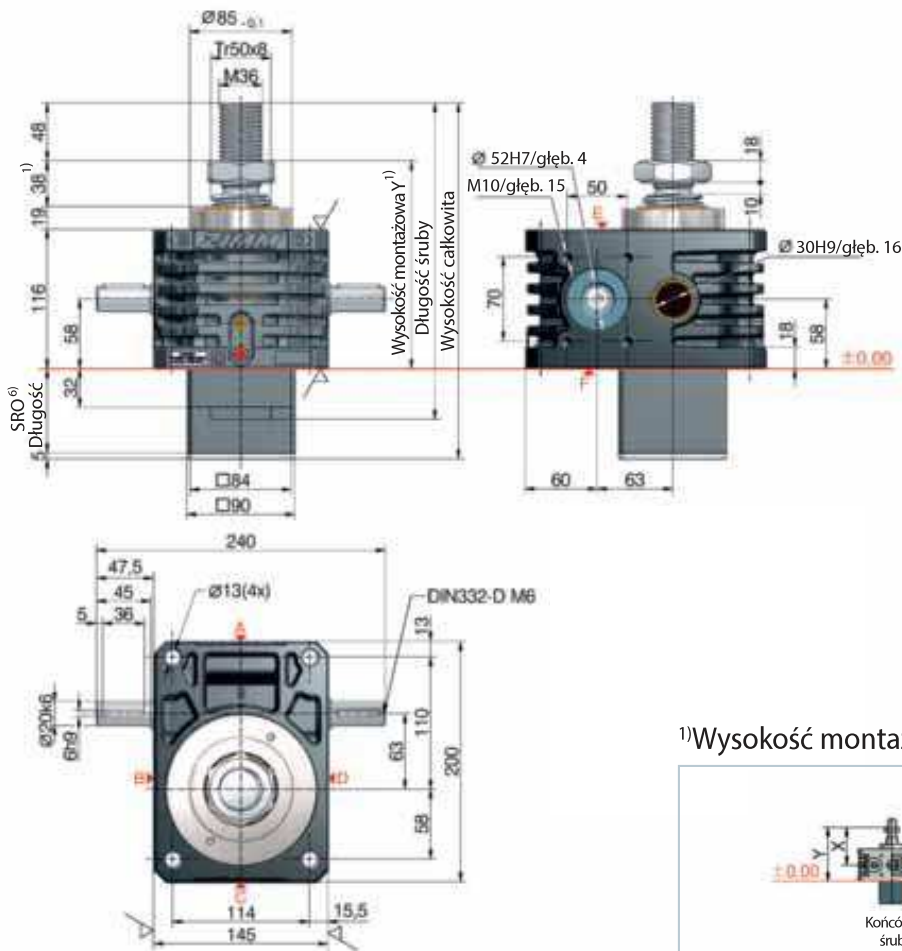 Ø85 -0,1
Tr50x8
M36
48
38 1)
19
116
58
32
SRO 6)
Długość
5
□84
□90
Wysokość montażowa Y 1)
Długość śruby
Wysokość całkowita
ZIMM
Ø 52H7/głęb. 4
M10/głęb. 15
50
E
18
10
Ø 30H9/głęb. 16
70
18
58
±0.00
F
60
63
240
47,5
45
5
36
Ø13(4x)
DIN332-D M6
A
13
Ø20k6
6h9
110
63
200
B
D
58
C
114
15,5
145
1)Wysokość monta
Y
X
±0.00
Końcó
śrub